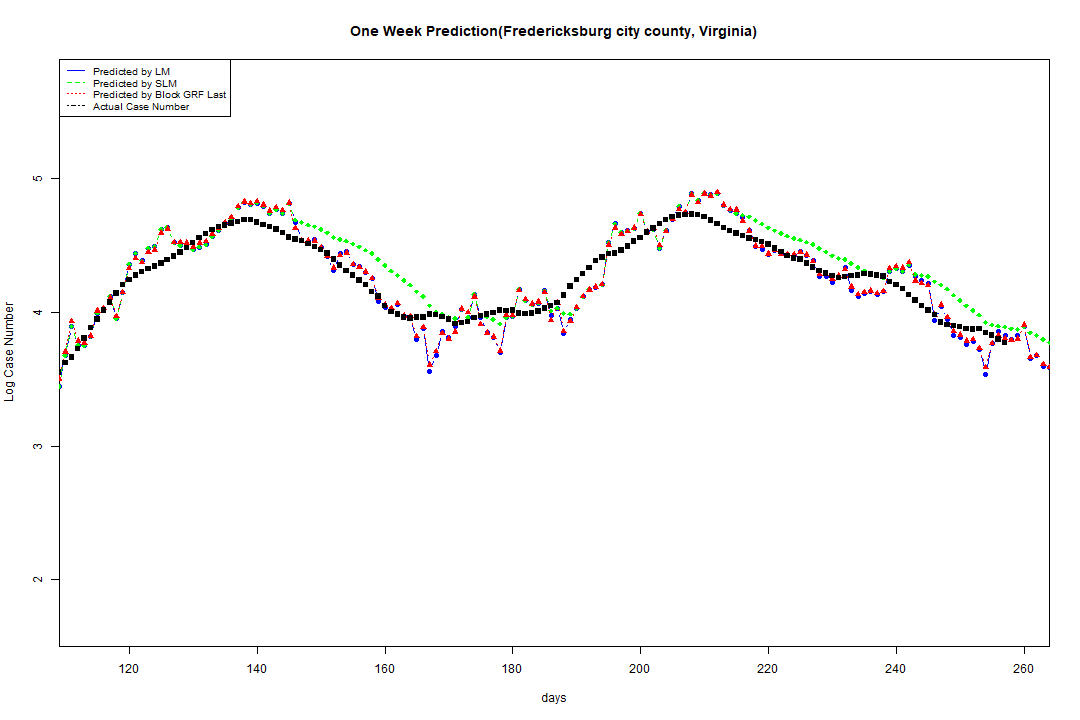 One Week Prediction(Fredericksburg city county, Virginia)
Predicted by LM
Predicted by SLM
Predicted by Block GRF Last
Actual Case Number
5
4
3
2
Log Case Number
120 140 160 180 200 220 240 260
days